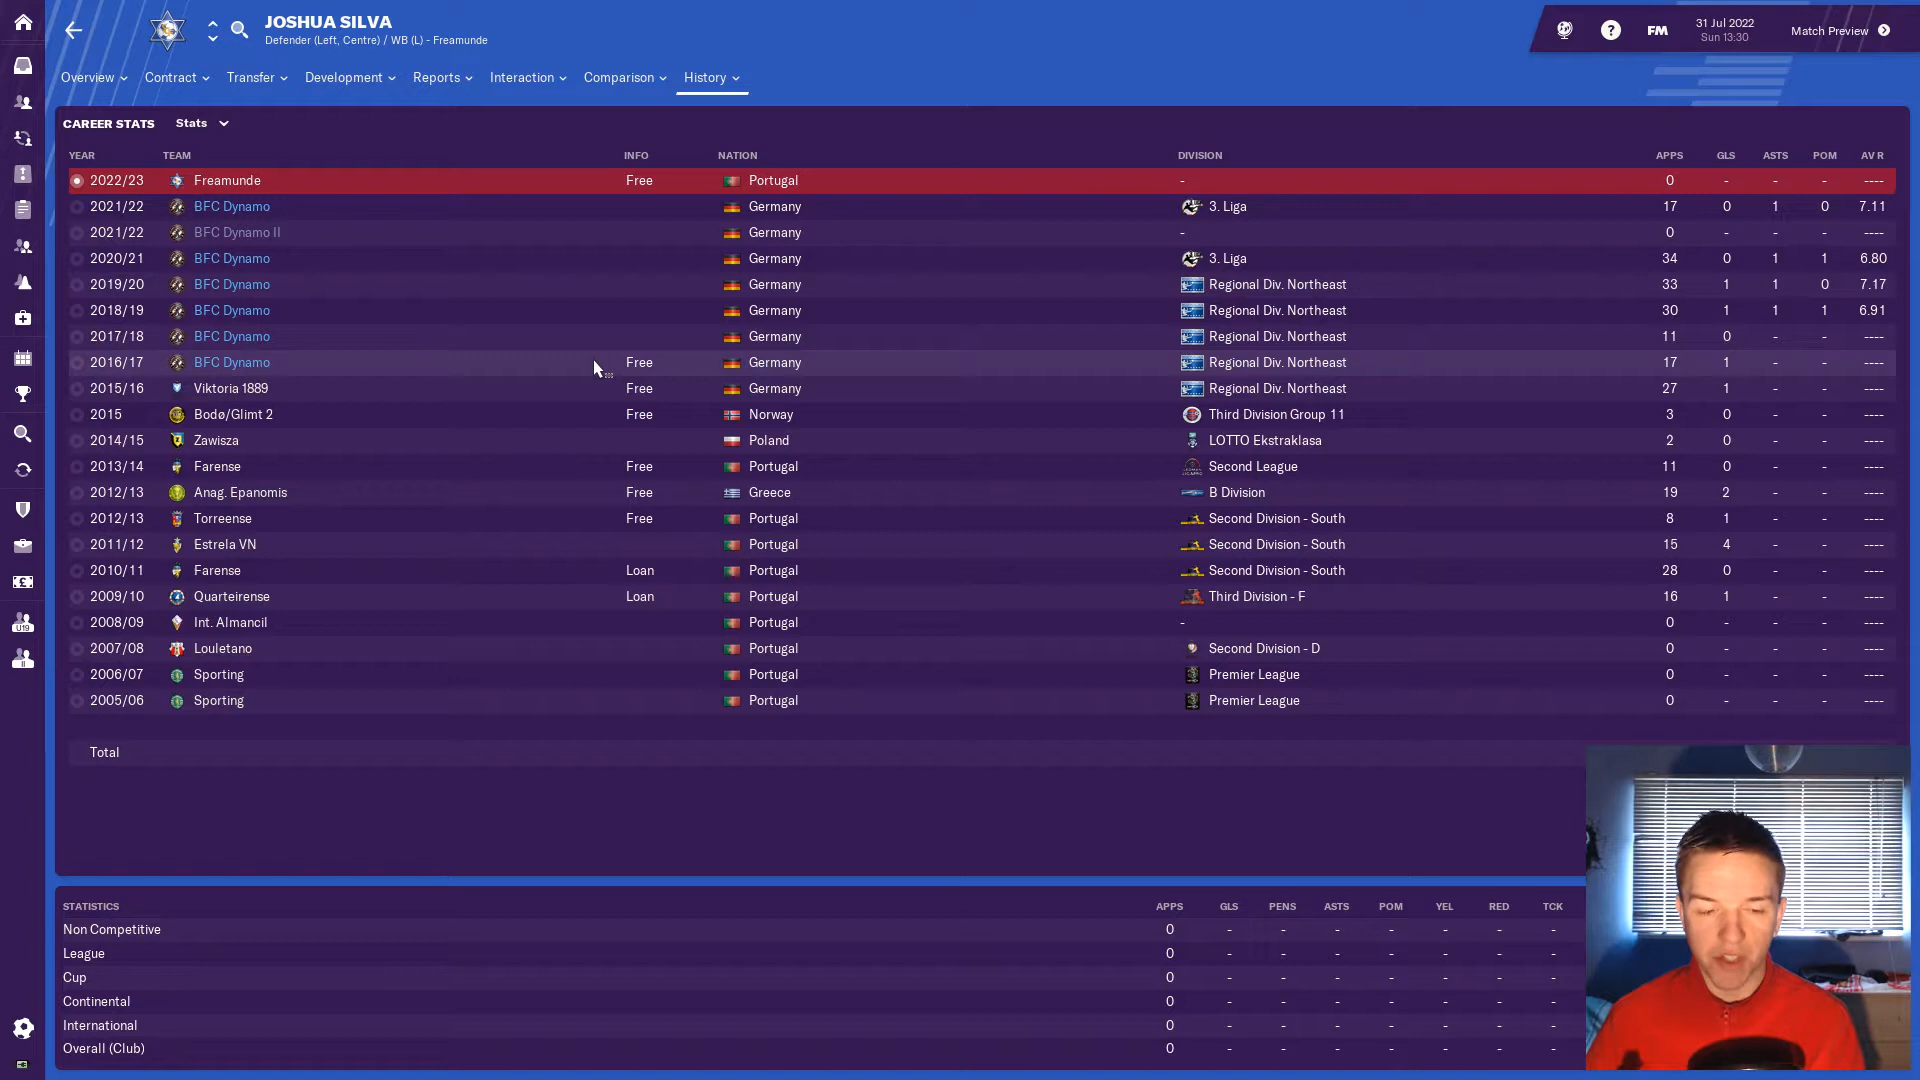 JOSHUA SILVA
Defender (Left, Centre) / WB (L) - Freamunde
FM
31 Jul 2022
Sun 13:30
Match Preview
Overview Contract Transfer Development Reports Interaction Comparison History
CAREER STATS Stats
YEAR TEAM INFO NATION DIVISION APPS GLS ASTS POM AV R
2022/23 Freamunde Free Portugal - 0 - - - ----
2021/22 BFC Dynamo Germany 3. Liga 17 0 1 0 7.11
2021/22 BFC Dynamo II Germany - 0 - - - ----
2020/21 BFC Dynamo Germany 3. Liga 34 0 1 1 6.80
2019/20 BFC Dynamo Germany Regional Div. Northeast 33 1 1 0 7.17
2018/19 BFC Dynamo Germany Regional Div. Northeast 30 1 1 1 6.91
2017/18 BFC Dynamo Germany Regional Div. Northeast 11 0 - - ----
2016/17 BFC Dynamo Free Germany Regional Div. Northeast 17 1 - - ----
2015/16 Viktoria 1889 Free Germany Regional Div. Northeast 27 1 - - ----
2015 Bodø/Glimt 2 Free Norway Third Division Group 11 3 0 - - ----
2014/15 Zawisza Poland LOTTO Ekstraklasa 2 0 - - ----
2013/14 Farense Free Portugal Second League 11 0 - - ----
2012/13 Anag. Epanomis Free Greece B Division 19 2 - - ----
2012/13 Torreense Free Portugal Second Division - South 8 1 - - ----
2011/12 Estrela VN Portugal Second Division - South 15 4 - - ----
2010/11 Farense Loan Portugal Second Division - South 28 0 - - ----
2009/10 Quarteirense Loan Portugal Third Division - F 16 1 - - ----
2008/09 Int. Almancil Portugal - 0 - - - ----
2007/08 Louletano Portugal Second Division - D 0 - - - ----
2006/07 Sporting Portugal Premier League 0 - - - ----
2005/06 Sporting Portugal Premier League 0 - - - ----
Total
STATISTICS APPS GLS PENS ASTS POM YEL RED TCK
Non Competitive 0 - - - - - - -
League 0 - - - - - - -
Cup 0 - - - - - - -
Continental 0 - - - - - - -
International 0 - - - - - - -
Overall (Club) 0 - - - - - - -
U19
II